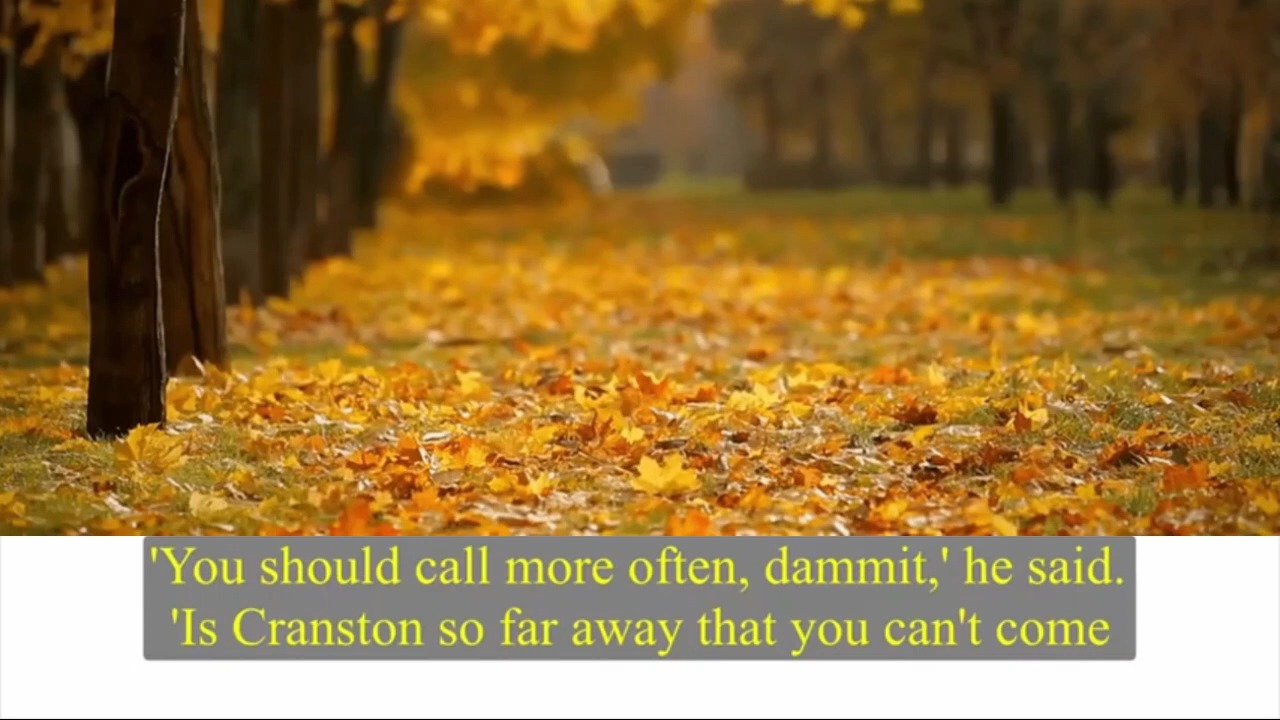 'You should call more often, dammit,' he said.
'Is Cranston so far away that you can't come